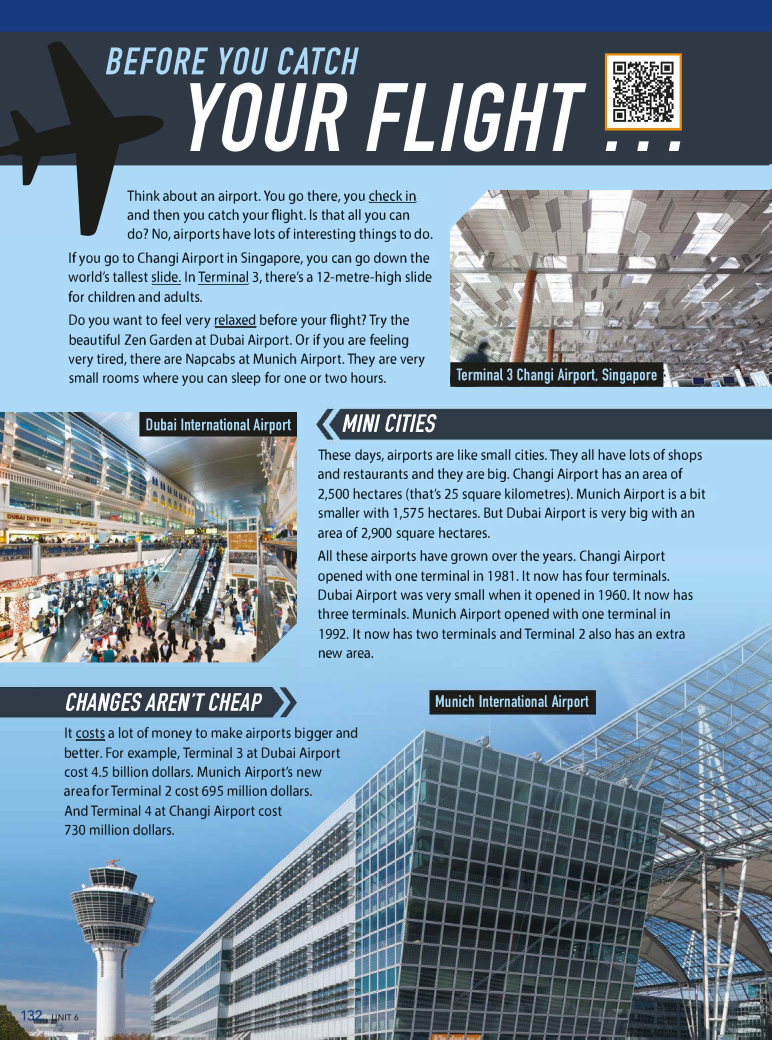 BEFORE YOU CATCH
YOUR FLIGHT ...
Think about an airport. You go there, you check in
and then you catch your flight. Is that all you can
do? No, airports have lots of interesting things to do.
If you go to Changi Airport in Singapore, you can go down the
world's tallest slide. In Terminal 3, there's a 12-metre-high slide
for children and adults.
Do you want to feel very relaxed before your flight? Try the
beautiful Zen Garden at Dubai Airport. Or if you are feeling
very tired, there are Napcabs at Munich Airport. They are very
small rooms where you can sleep for one or two hours.
Terminal 3 Changi Airport, Singapore
Dubai International Airport
DUBAI DUTY FREE
MINI CITIES
These days, airports are like small cities. They all have lots of shops
and restaurants and they are big. Changi Airport has an area of
2,500 hectares (that's 25 square kilometres). Munich Airport is a bit
smaller with 1,575 hectares. But Dubai Airport is very big with an
area of 2,900 square hectares.
All these airports have grown over the years. Changi Airport
opened with one terminal in 1981. It now has four terminals.
Dubai Airport was very small when it opened in 1960. It now has
three terminals. Munich Airport opened with one terminal in
1992. It now has two terminals and Terminal 2 also has an extra
new area.
CHANGES AREN'T CHEAP
It costs a lot of money to make airports bigger and
better. For example, Terminal 3 at Dubai Airport
cost 4.5 billion dollars. Munich Airport's new
area for Terminal 2 cost 695 million dollars.
And Terminal 4 at Changi Airport cost
730 million dollars.
Munich International Airport
132 UNIT 6